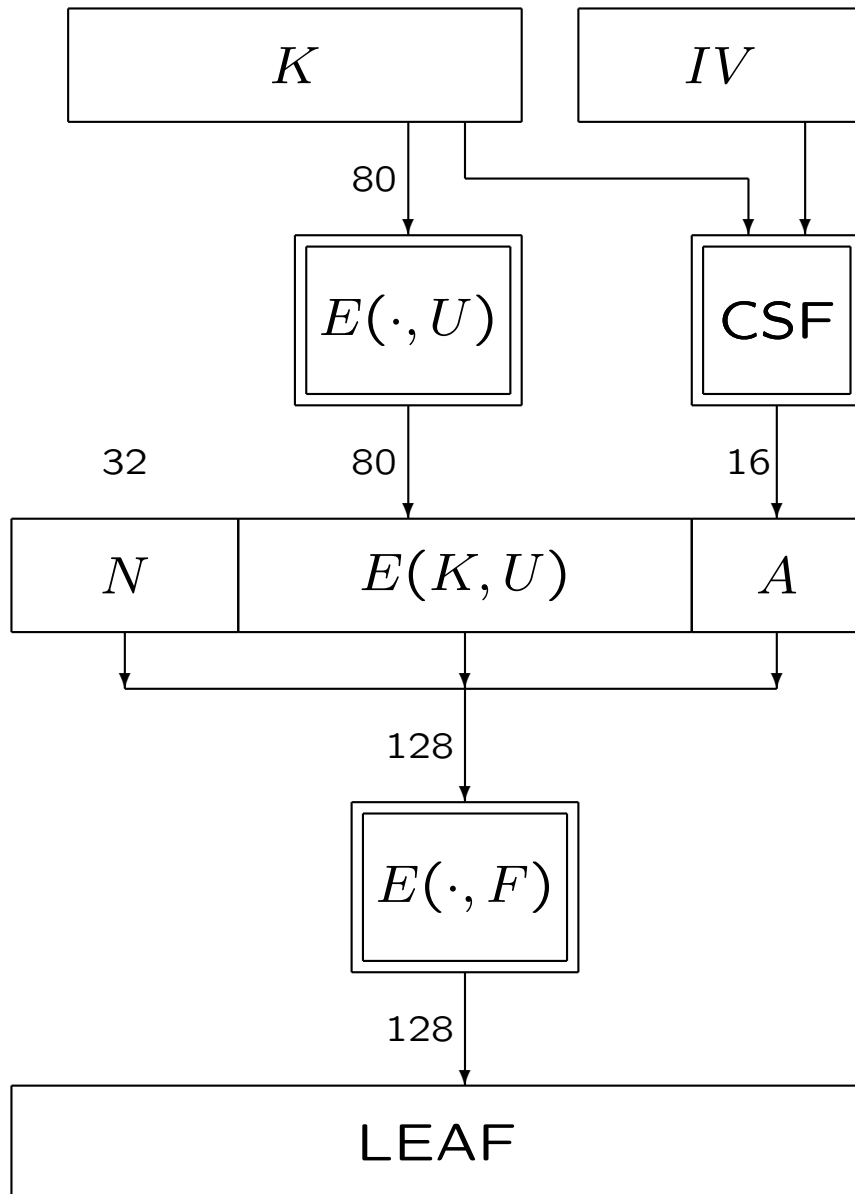 K IV
80
E(·, U) CSF
32 80 16
N E(K, U) A
128
E(·, F)
128
LEAF